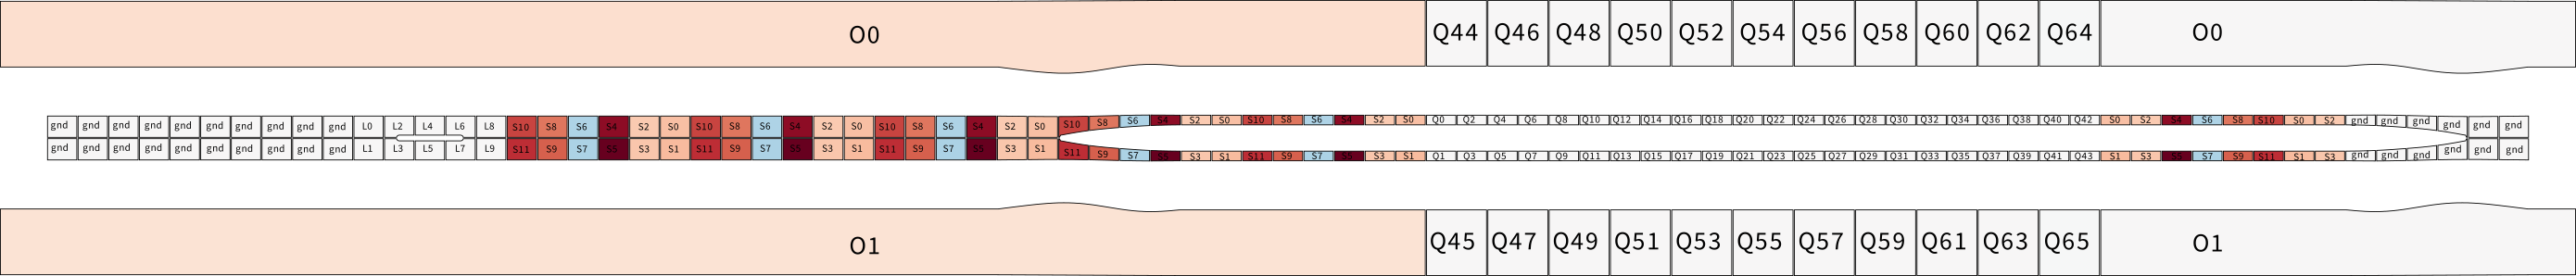 O0 Q44 Q46 Q48 Q50 Q52 Q54 Q56 Q58 Q60 Q62 Q64 O0
gnd gnd gnd gnd gnd gnd gnd gnd gnd gnd L0 L2 L4 L6 L8 S10 S8 S6 S4 S2 S0 S10 S8 S6 S4 S2 S0 S10 S8 S6 S4 S2 S0 S10 S8 S6 S4 S2 S0 S10 S8 S6 S4 S2 S0 Q0 Q2 Q4 Q6 Q8 Q10 Q12 Q14 Q16 Q18 Q20 Q22 Q24 Q26 Q28 Q30 Q32 Q34 Q36 Q38 Q40 Q42 S0 S2 S4 S6 S8 S10 S0 S2 gnd gnd gnd gnd gnd gnd
gnd gnd gnd gnd gnd gnd gnd gnd gnd gnd L1 L3 L5 L7 L9 S11 S9 S7 S5 S3 S1 S11 S9 S7 S5 S3 S1 S11 S9 S7 S5 S3 S1 S11 S9 S7 S5 S3 S1 S11 S9 S7 S5 S3 S1 Q1 Q3 Q5 Q7 Q9 Q11 Q13 Q15 Q17 Q19 Q21 Q23 Q25 Q27 Q29 Q31 Q33 Q35 Q37 Q39 Q41 Q43 S1 S3 S5 S7 S9 S11 S1 S3 gnd gnd gnd gnd gnd gnd
O1 Q45 Q47 Q49 Q51 Q53 Q55 Q57 Q59 Q61 Q63 Q65 O1